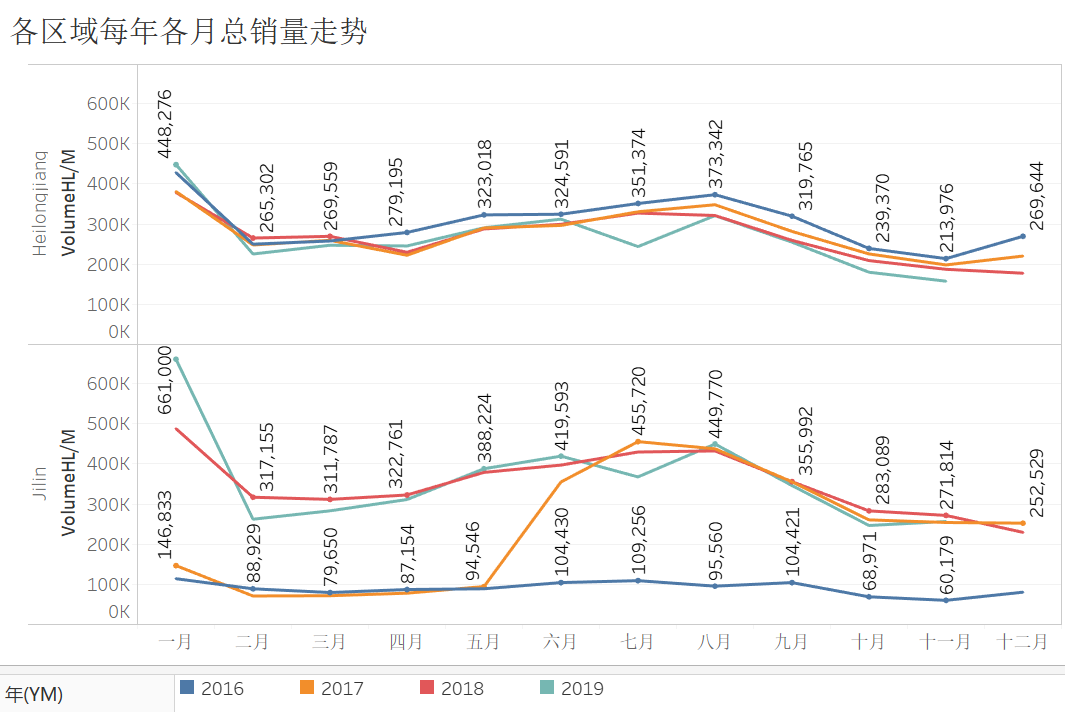 各区域每年各月总销量走势
Heilongjiang
VolumeHL/M
600K
500K
400K
300K
200K
100K
0K
448,276
265,302
269,559
279,195
323,018
324,591
351,374
373,342
319,765
239,370
213,976
269,644
Jilin
VolumeHL/M
600K
500K
400K
300K
200K
100K
0K
661,000
317,155
311,787
322,761
388,224
419,593
455,720
449,770
355,992
283,089
271,814
252,529
146,833
88,929
79,650
87,154
94,546
104,430
109,256
95,560
104,421
68,971
60,179
一月 二月 三月 四月 五月 六月 七月 八月 九月 十月 十一月 十二月
年(YM) 2016 2017 2018 2019